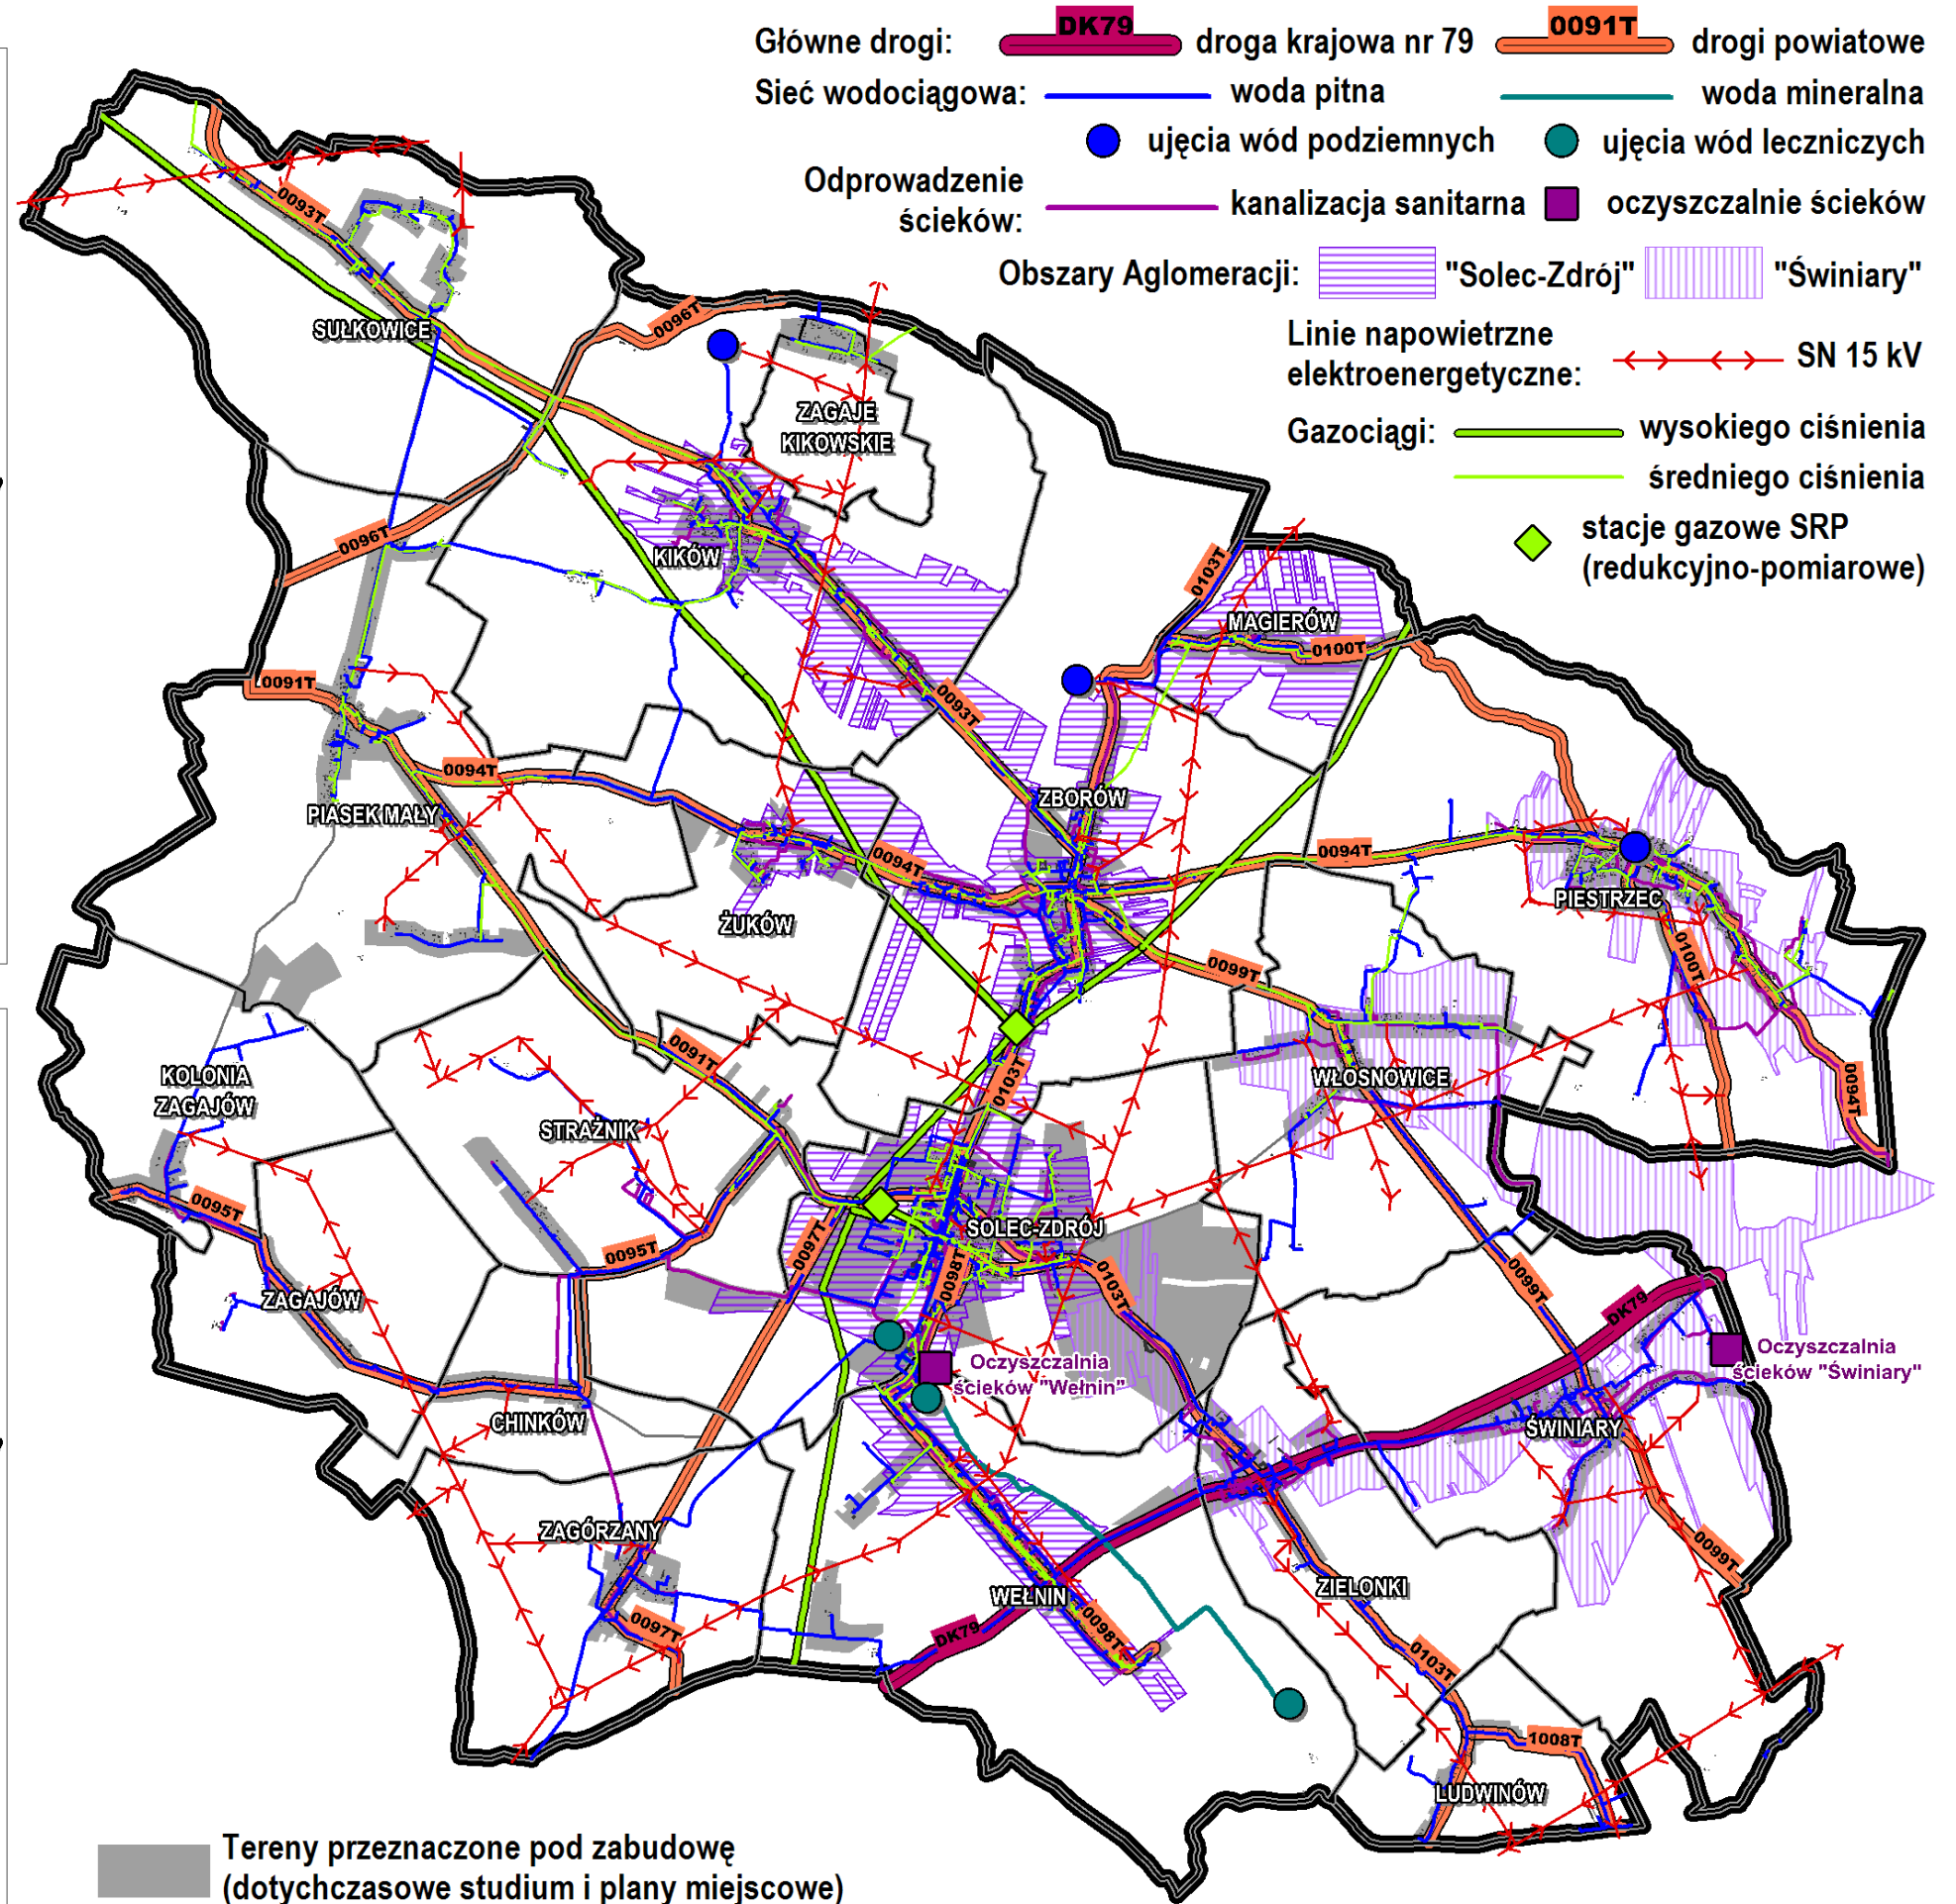 Główne drogi: DK79 droga krajowa nr 79 0091T drogi powiatowe
Sieć wodociągowa: woda pitna woda mineralna
ujęcia wód podziemnych ujęcia wód leczniczych
Odprowadzenie
ścieków: kanalizacja sanitarna oczyszczalnie ścieków
Obszary Aglomeracji: "Solec-Zdrój" "Świniary"
Linie napowietrzne
elektroenergetyczne: SN 15 kV
Gazociągi: wysokiego ciśnienia
średniego ciśnienia
stacje gazowe SRP
(redukcyjno-pomiarowe)
0093T
SUŁKOWICE
0096T
ZAGAJE
KIKOWSKIE
0096T
KIKÓW
0103T
MAGIERÓW
0100T
0091T
0093T
0094T
PIASEK MAŁY
ZBORÓW
0094T
0094T
ŻUKÓW
PIESTRZEC
0100T
0099T
0091T
0103T
WŁOSNOWICE
0094T
KOLONIA
ZAGAJÓW
STRAŻNIK
0095T
0095T
0097T
SOLEC-ZDRÓJ
0098T
0103T
0099T
ZAGAJÓW
DK79
Oczyszczalnia
ścieków "Wełnin"
Oczyszczalnia
ścieków "Świniary"
CHINKÓW
ŚWINIARY
ZAGÓRZANY
0099T
WEŁNIN
ZIELONKI
0097T
DK79
0098T
0103T
1008T
LUDWINÓW
Tereny przeznaczone pod zabudowę
(dotychczasowe studium i plany miejscowe)